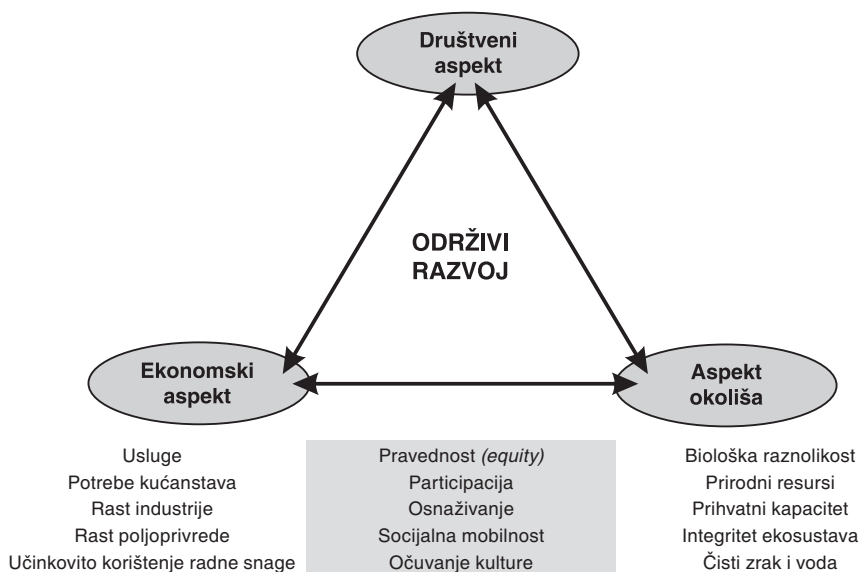 Društveni
aspekt
ODRŽIVI
RAZVOJ
Ekonomski
aspekt
Aspekt
okoliša
Usluge
Potrebe kućanstava
Rast industrije
Rast poljoprivrede
Učinkovito korištenje radne snage
Pravednost (equity)
Participacija
Osnaživanje
Socijalna mobilnost
Očuvanje kulture
Biološka raznolikost
Prirodni resursi
Prihvatni kapacitet
Integritet ekosustava
Čisti zrak i voda